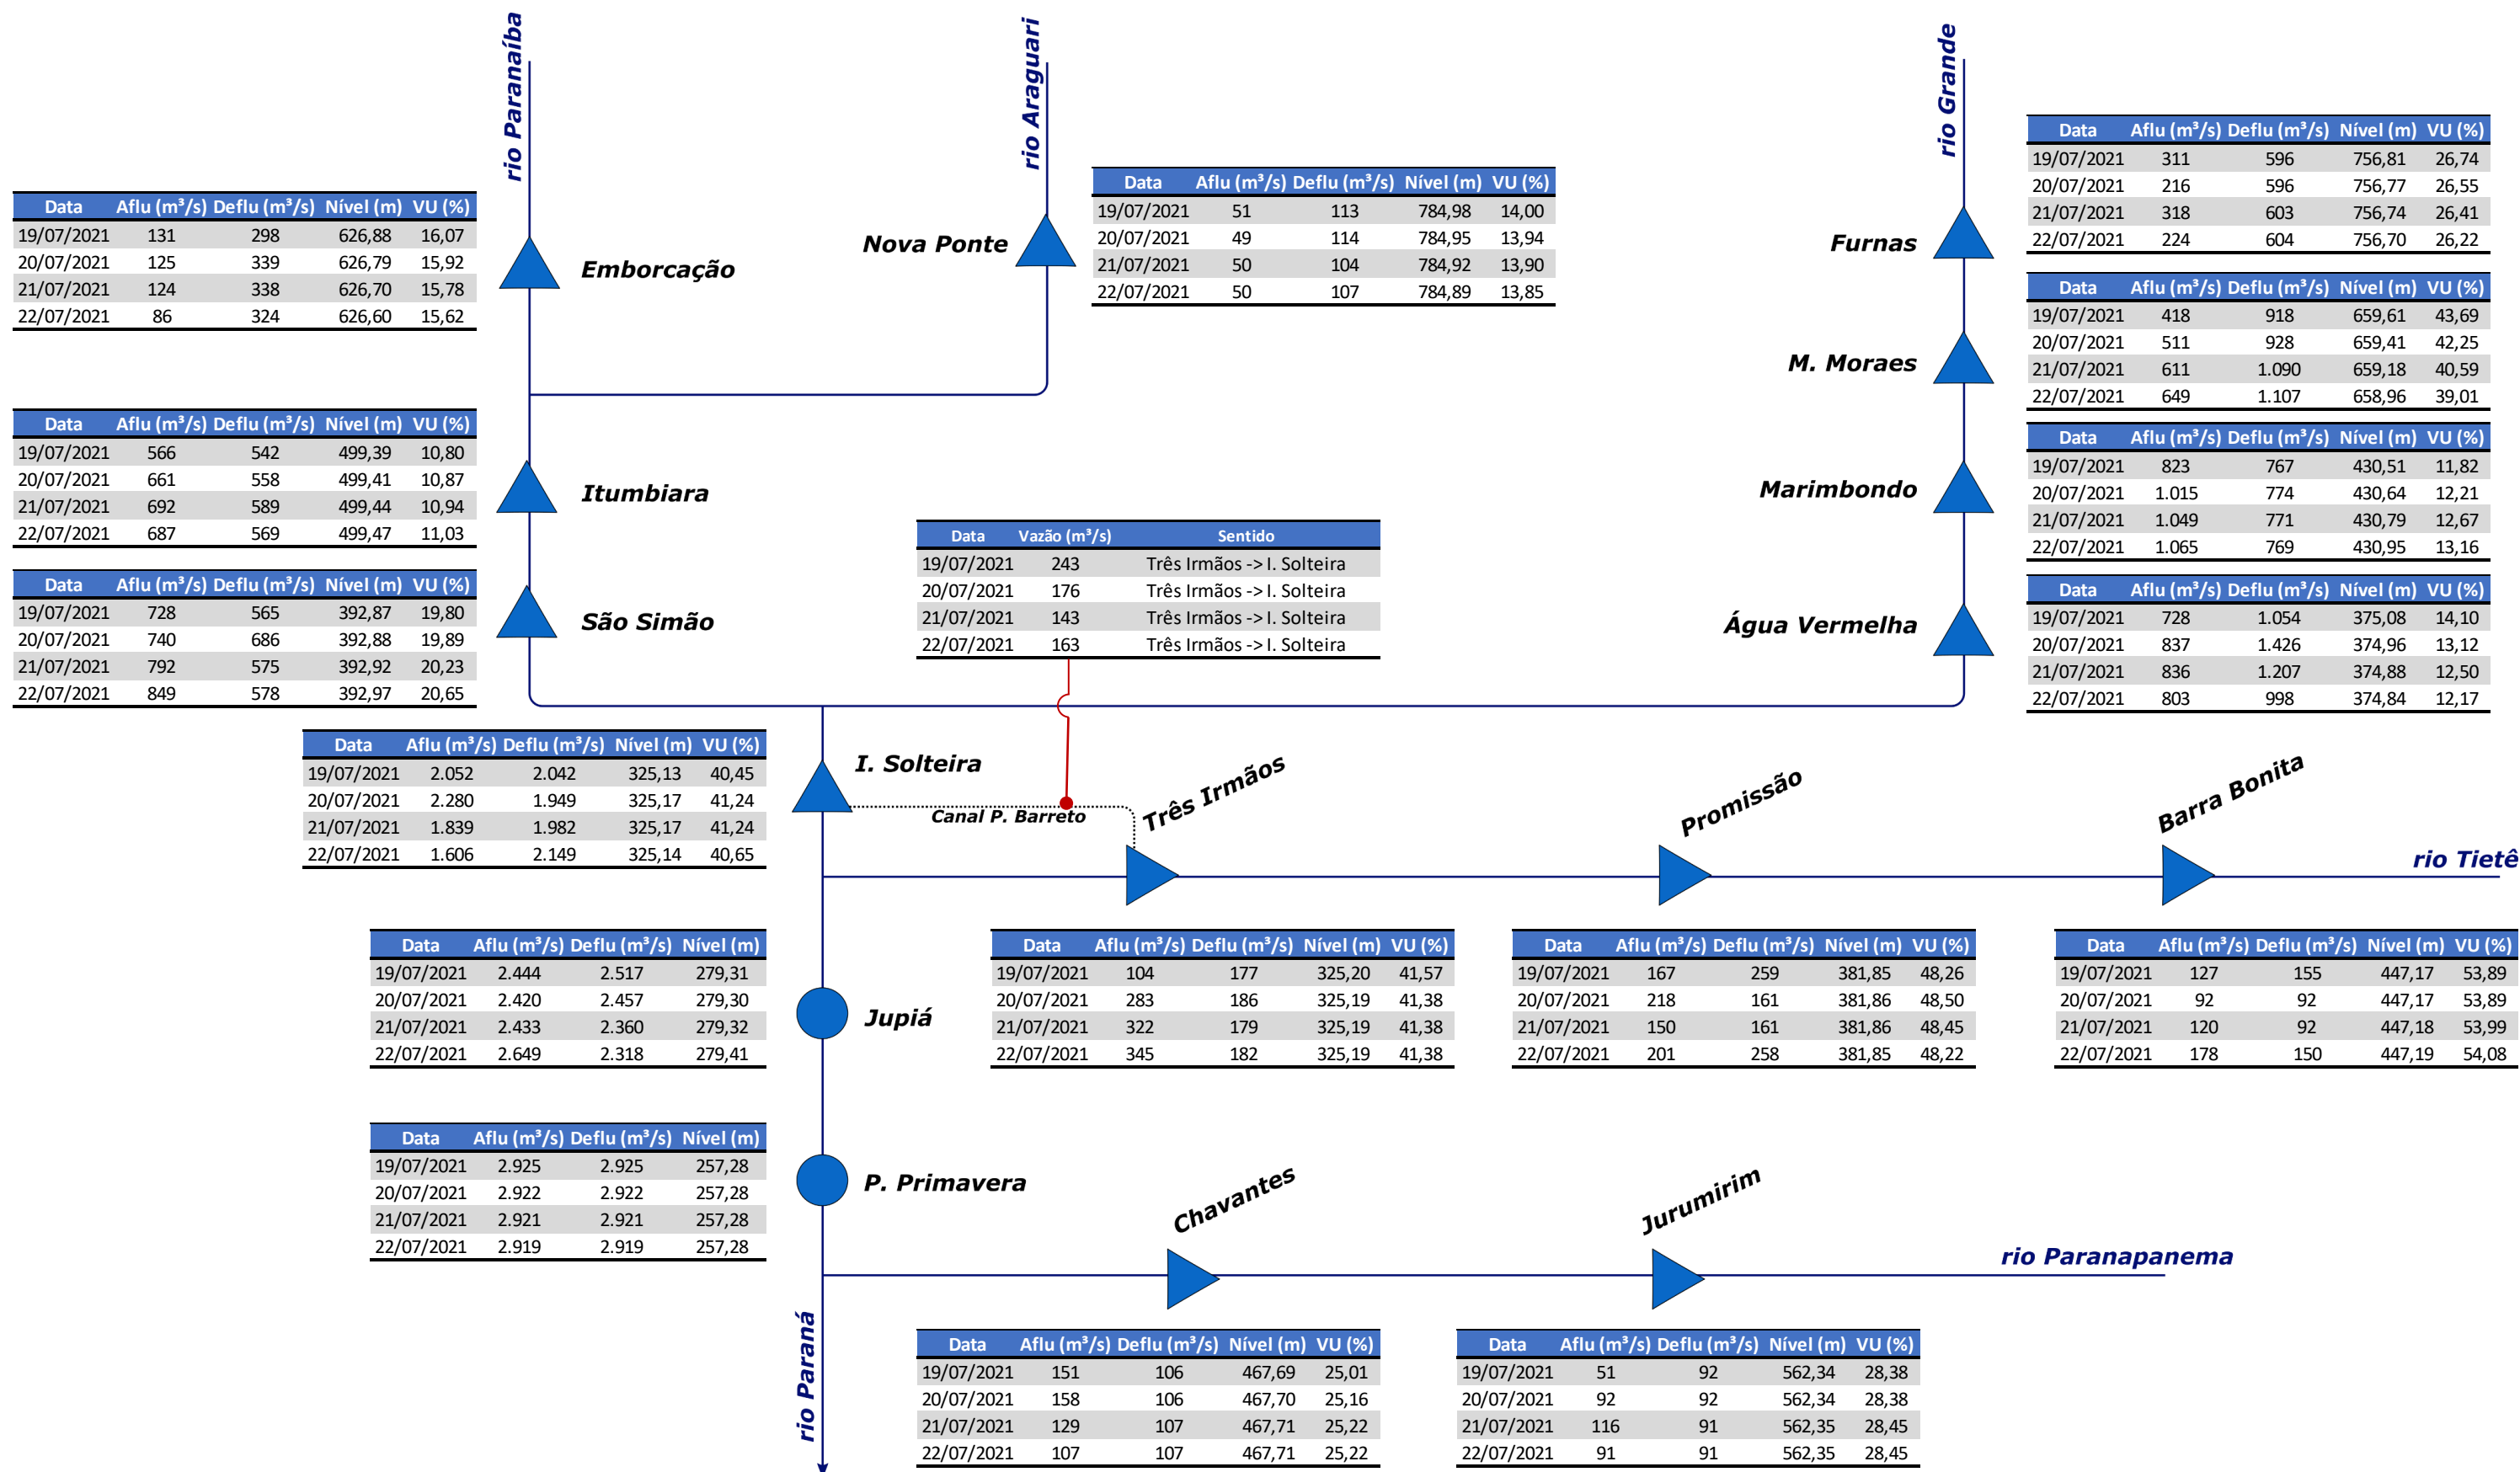 rio Paranaíba
rio Araguari
rio Grande
Data Aflu (m³/s) Deflu (m³/s) Nível (m) VU (%)
19/07/2021 311 596 756,81 26,74
20/07/2021 216 596 756,77 26,55
21/07/2021 318 603 756,74 26,41
22/07/2021 224 604 756,70 26,22
Furnas
Data Aflu (m³/s) Deflu (m³/s) Nível (m) VU (%)
19/07/2021 51 113 784,98 14,00
20/07/2021 49 114 784,95 13,94
21/07/2021 50 104 784,92 13,90
22/07/2021 50 107 784,89 13,85
Nova Ponte
Data Aflu (m³/s) Deflu (m³/s) Nível (m) VU (%)
19/07/2021 131 298 626,88 16,07
20/07/2021 125 339 626,79 15,92
21/07/2021 124 338 626,70 15,78
22/07/2021 86 324 626,60 15,62
Emborcação
Data Aflu (m³/s) Deflu (m³/s) Nível (m) VU (%)
19/07/2021 418 918 659,61 43,69
20/07/2021 511 928 659,41 42,25
21/07/2021 611 1.090 659,18 40,59
22/07/2021 649 1.107 658,96 39,01
M. Moraes
Data Aflu (m³/s) Deflu (m³/s) Nível (m) VU (%)
19/07/2021 566 542 499,39 10,80
20/07/2021 661 558 499,41 10,87
21/07/2021 692 589 499,44 10,94
22/07/2021 687 569 499,47 11,03
Itumbiara
Data Aflu (m³/s) Deflu (m³/s) Nível (m) VU (%)
19/07/2021 823 767 430,51 11,82
20/07/2021 1.015 774 430,64 12,21
21/07/2021 1.049 771 430,79 12,67
22/07/2021 1.065 769 430,95 13,16
Marimbondo
Data Vazão (m³/s) Sentido
19/07/2021 243 Três Irmãos -> I. Solteira
20/07/2021 176 Três Irmãos -> I. Solteira
21/07/2021 143 Três Irmãos -> I. Solteira
22/07/2021 163 Três Irmãos -> I. Solteira
Data Aflu (m³/s) Deflu (m³/s) Nível (m) VU (%)
19/07/2021 728 565 392,87 19,80
20/07/2021 740 686 392,88 19,89
21/07/2021 792 575 392,92 20,23
22/07/2021 849 578 392,97 20,65
São Simão
Data Aflu (m³/s) Deflu (m³/s) Nível (m) VU (%)
19/07/2021 728 1.054 375,08 14,10
20/07/2021 837 1.426 374,96 13,12
21/07/2021 836 1.207 374,88 12,50
22/07/2021 803 998 374,84 12,17
Água Vermelha
Data Aflu (m³/s) Deflu (m³/s) Nível (m) VU (%)
19/07/2021 2.052 2.042 325,13 40,45
20/07/2021 2.280 1.949 325,17 41,24
21/07/2021 1.839 1.982 325,17 41,24
22/07/2021 1.606 2.149 325,14 40,65
I. Solteira
Canal P. Barreto
Três Irmãos
Promissão
Barra Bonita
rio Tietê
Data Aflu (m³/s) Deflu (m³/s) Nível (m)
19/07/2021 2.444 2.517 279,31
20/07/2021 2.420 2.457 279,30
21/07/2021 2.433 2.360 279,32
22/07/2021 2.649 2.318 279,41
Jupiá
Data Aflu (m³/s) Deflu (m³/s) Nível (m) VU (%)
19/07/2021 104 177 325,20 41,57
20/07/2021 283 186 325,19 41,38
21/07/2021 322 179 325,19 41,38
22/07/2021 345 182 325,19 41,38
Data Aflu (m³/s) Deflu (m³/s) Nível (m) VU (%)
19/07/2021 167 259 381,85 48,26
20/07/2021 218 161 381,86 48,50
21/07/2021 150 161 381,86 48,45
22/07/2021 201 258 381,85 48,22
Data Aflu (m³/s) Deflu (m³/s) Nível (m) VU (%)
19/07/2021 127 155 447,17 53,89
20/07/2021 92 92 447,17 53,89
21/07/2021 120 92 447,18 53,99
22/07/2021 178 150 447,19 54,08
Data Aflu (m³/s) Deflu (m³/s) Nível (m)
19/07/2021 2.925 2.925 257,28
20/07/2021 2.922 2.922 257,28
21/07/2021 2.921 2.921 257,28
22/07/2021 2.919 2.919 257,28
P. Primavera
Chavantes
Jurumirim
rio Paranapanema
rio Paraná
Data Aflu (m³/s) Deflu (m³/s) Nível (m) VU (%)
19/07/2021 151 106 467,69 25,01
20/07/2021 158 106 467,70 25,16
21/07/2021 129 107 467,71 25,22
22/07/2021 107 107 467,71 25,22
Data Aflu (m³/s) Deflu (m³/s) Nível (m) VU (%)
19/07/2021 51 92 562,34 28,38
20/07/2021 92 92 562,34 28,38
21/07/2021 116 91 562,35 28,45
22/07/2021 91 91 562,35 28,45